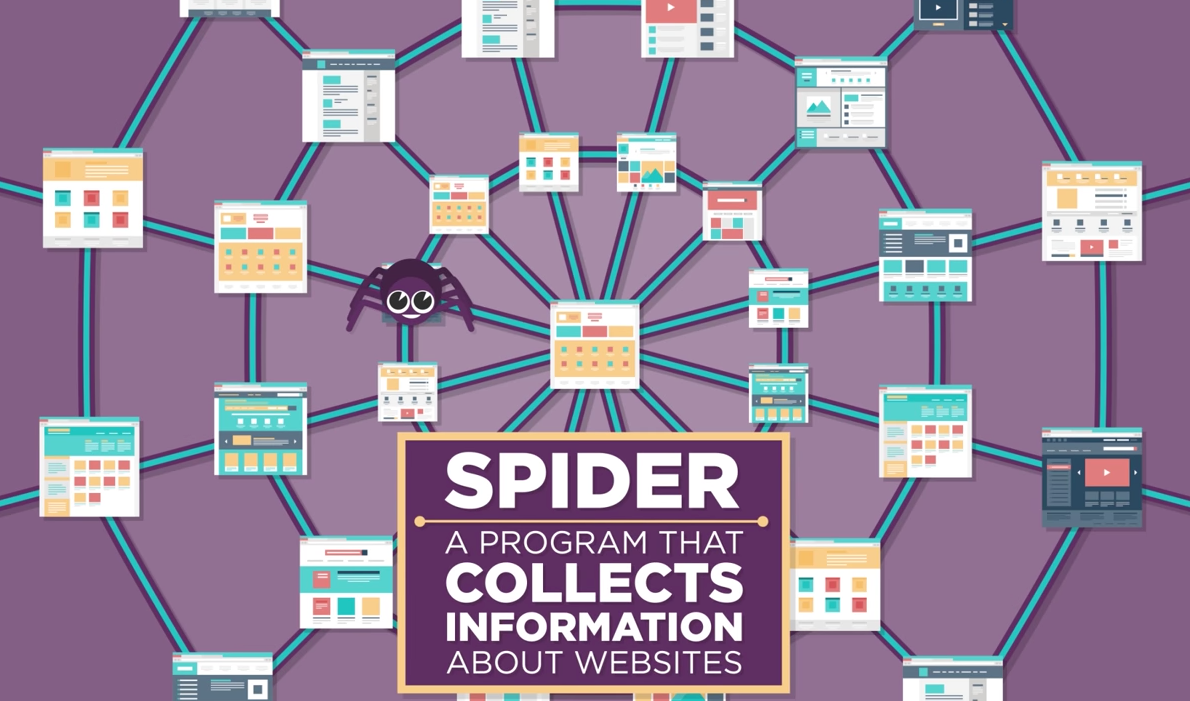 SPIDER
A PROGRAM THAT
COLLECTS
INFORMATION
ABOUT WEBSITES